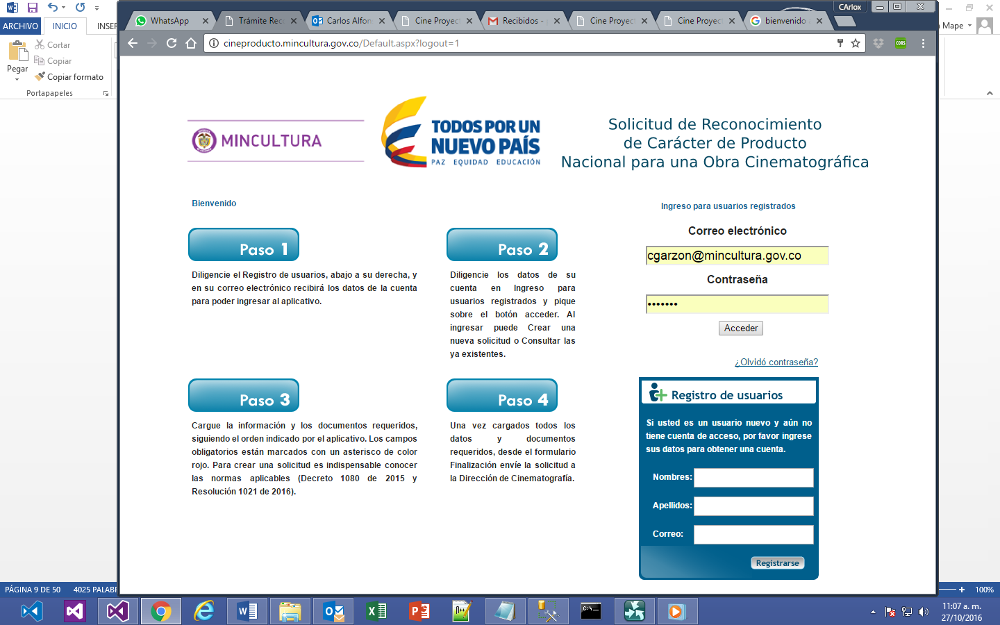 CArlox
WhatsApp
Trámite Reco
Carlos Alfon
Cine Proyect
Recibidos -
Cine Proyect
Cine Proyect
bienvenido
cineproducto.mincultura.gov.co/Default.aspx?logout=1
CORS
ARCHIVO
INICIO
INSER
Mape
Cortar
Copiar
Pegar
Copiar formato
Portapapeles
MINCULTURA
TODOS POR UN
NUEVO PAÍS
PAZ EQUIDAD EDUCACIÓN
Solicitud de Reconocimiento
de Carácter de Producto
Nacional para una Obra Cinematográfica
Bienvenido
Paso 1
Diligencie el Registro de usuarios, abajo a su derecha, y
en su correo electrónico recibirá los datos de la cuenta
para poder ingresar al aplicativo.
Paso 2
Diligencie los datos de su
cuenta en Ingreso para
usuarios registrados y pique
sobre el botón acceder. Al
ingresar puede Crear una
nueva solicitud o Consultar las
ya existentes.
Paso 3
Cargue la información y los documentos requeridos,
siguiendo el orden indicado por el aplicativo. Los campos
obligatorios están marcados con un asterisco de color
rojo. Para crear una solicitud es indispensable conocer
las normas aplicables (Decreto 1080 de 2015 y
Resolución 1021 de 2016).
Paso 4
Una vez cargados todos los
datos y documentos
requeridos, desde el formulario
Finalización envíe la solicitud a
la Dirección de Cinematografía.
Ingreso para usuarios registrados
Correo electrónico
cgarzon@mincultura.gov.co
Contraseña
•••••••
Acceder
¿Olvidó contraseña?
Registro de usuarios
Si usted es un usuario nuevo y aún no
tiene cuenta de acceso, por favor ingrese
sus datos para obtener una cuenta.
Nombres:
Apellidos:
Correo:
Registrarse
PÁGINA 9 DE 50
4025 PALABR
100%
11:07 a. m.
27/10/2016